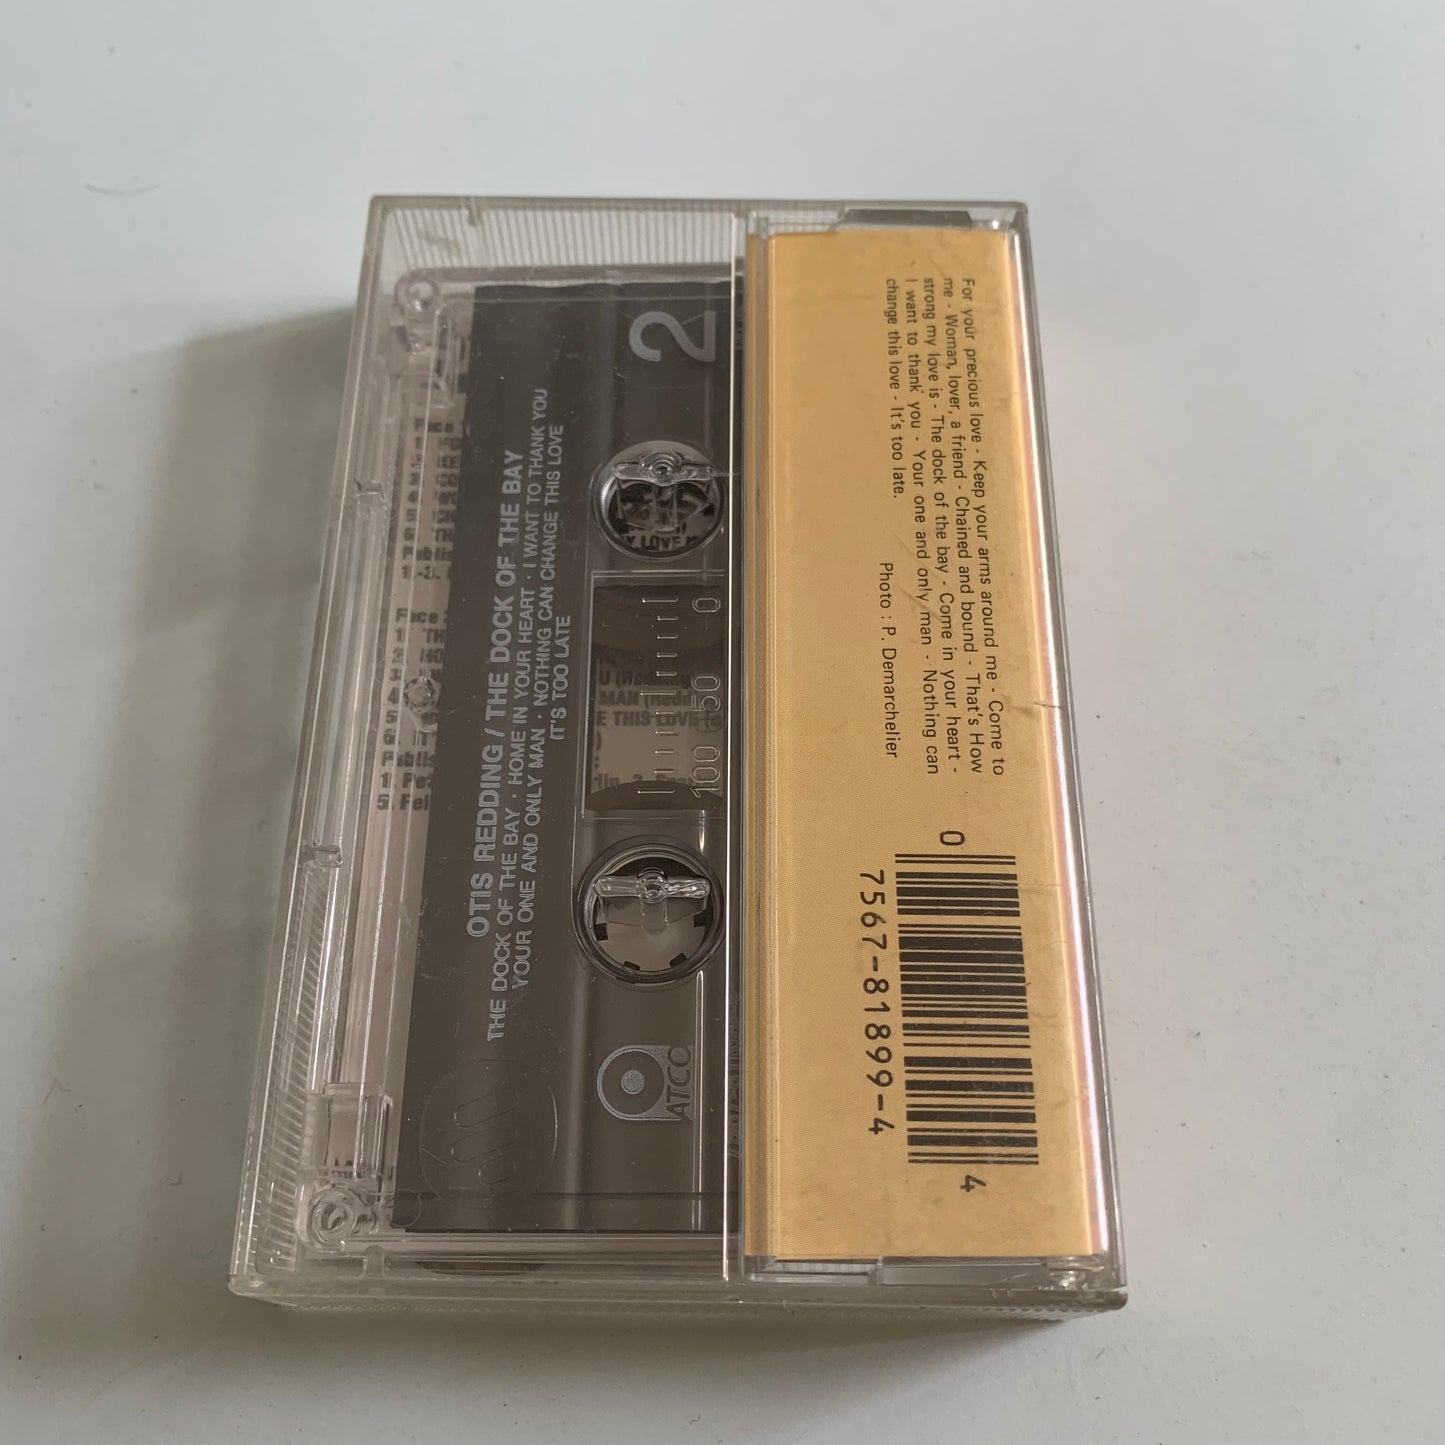 2
OTIS REDDING / THE DOCK OF THE BAY
THE DOCK OF THE BAY · HOME IN YOUR HEART · I WANT TO THANK YOU
YOUR ONE AND ONLY MAN · NOTHING CAN CHANGE THIS LOVE
IT'S TOO LATE
100 50 0
ATCO
For your precious love - Keep your arms around me - Come to
me - Woman, lover, a friend - Chained and bound - That's How
strong my love is - The dock of the bay - Come in your heart -
I want to thank you - Your one and only man - Nothing can
change this love - It's too late.
Photo : P. Demarchelier
0
7567-81899-4
4